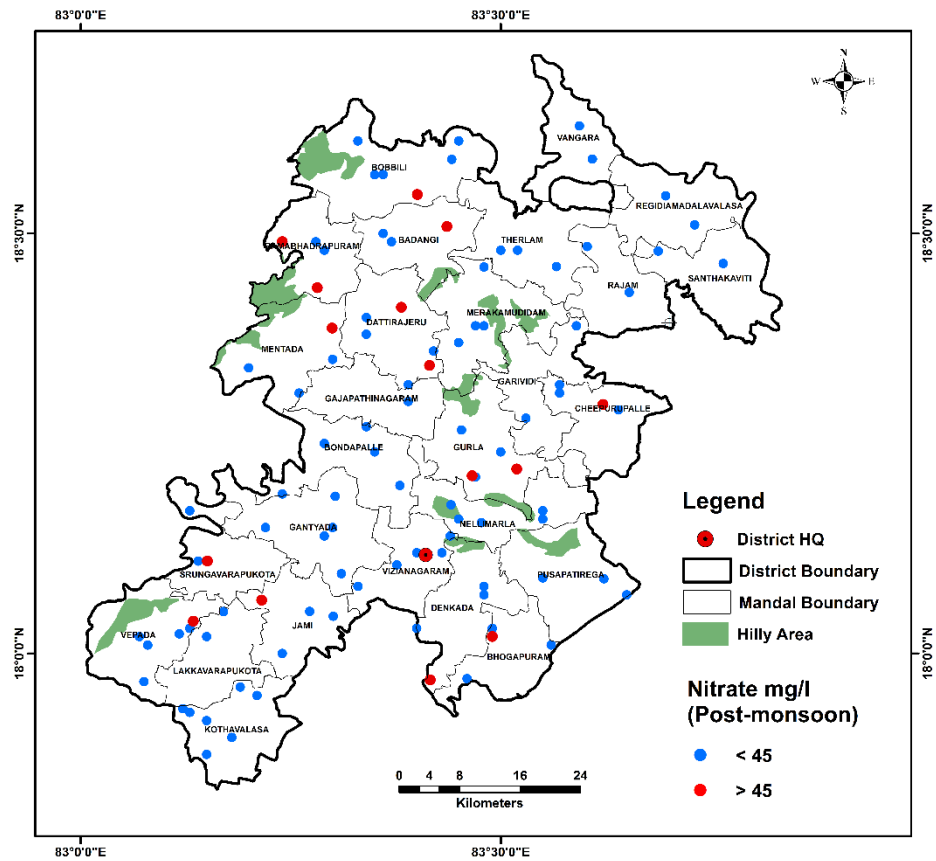 83°0'0"E 83°30'0"E
N
W E
S
VANGARA
BOBBILI
REGIDIAMADALAVALASA
18°30'0"N 18°30'0"N
RAMABHADRAPURAM BADANGI THERLAM
SANTHAKAVITI
RAJAM
MERAKAMUDIDAM
DATTIRAJERU
MENTADA
GARIVIDI
GAJAPATHINAGARAM CHEEPURUPALLE
BONDAPALLE GURLA
Legend
NELLIMARLA
GANTYADA
District HQ
SRUNGAVARAPUKOTA VIZIANAGARAM PUSAPATIREGA
District Boundary
DENKADA Mandal Boundary
JAMI
VEPADA Hilly Area
BHOGAPURAM
18°0'0"N 18°0'0"N
LAKKAVARAPUKOTA
Nitrate mg/l
(Post-monsoon)
KOTHAVALASA
< 45
0 4 8 16 24
> 45
Kilometers
83°0'0"E 83°30'0"E